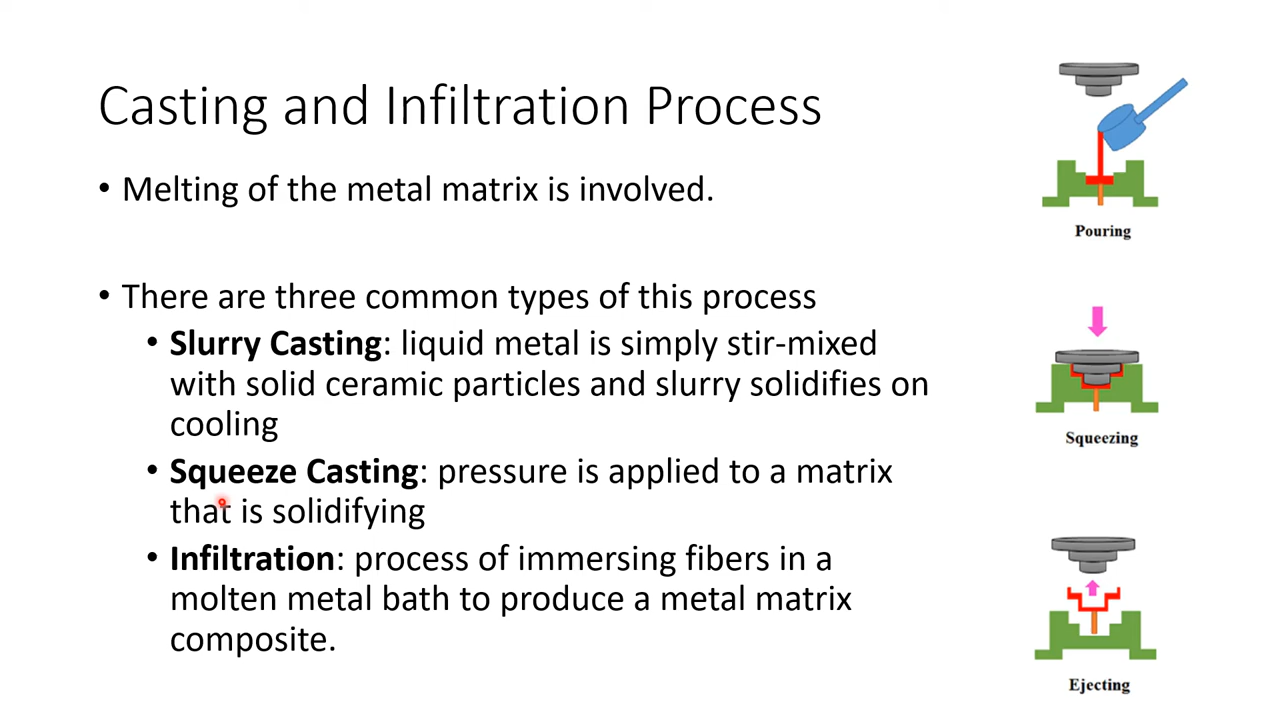 Casting and Infiltration Process
• Melting of the metal matrix is involved.
• There are three common types of this process
• Slurry Casting: liquid metal is simply stir-mixed
with solid ceramic particles and slurry solidifies on
cooling
• Squeeze Casting: pressure is applied to a matrix
that is solidifying
• Infiltration: process of immersing fibers in a
molten metal bath to produce a metal matrix
composite.
Pouring
Squeezing
Ejecting